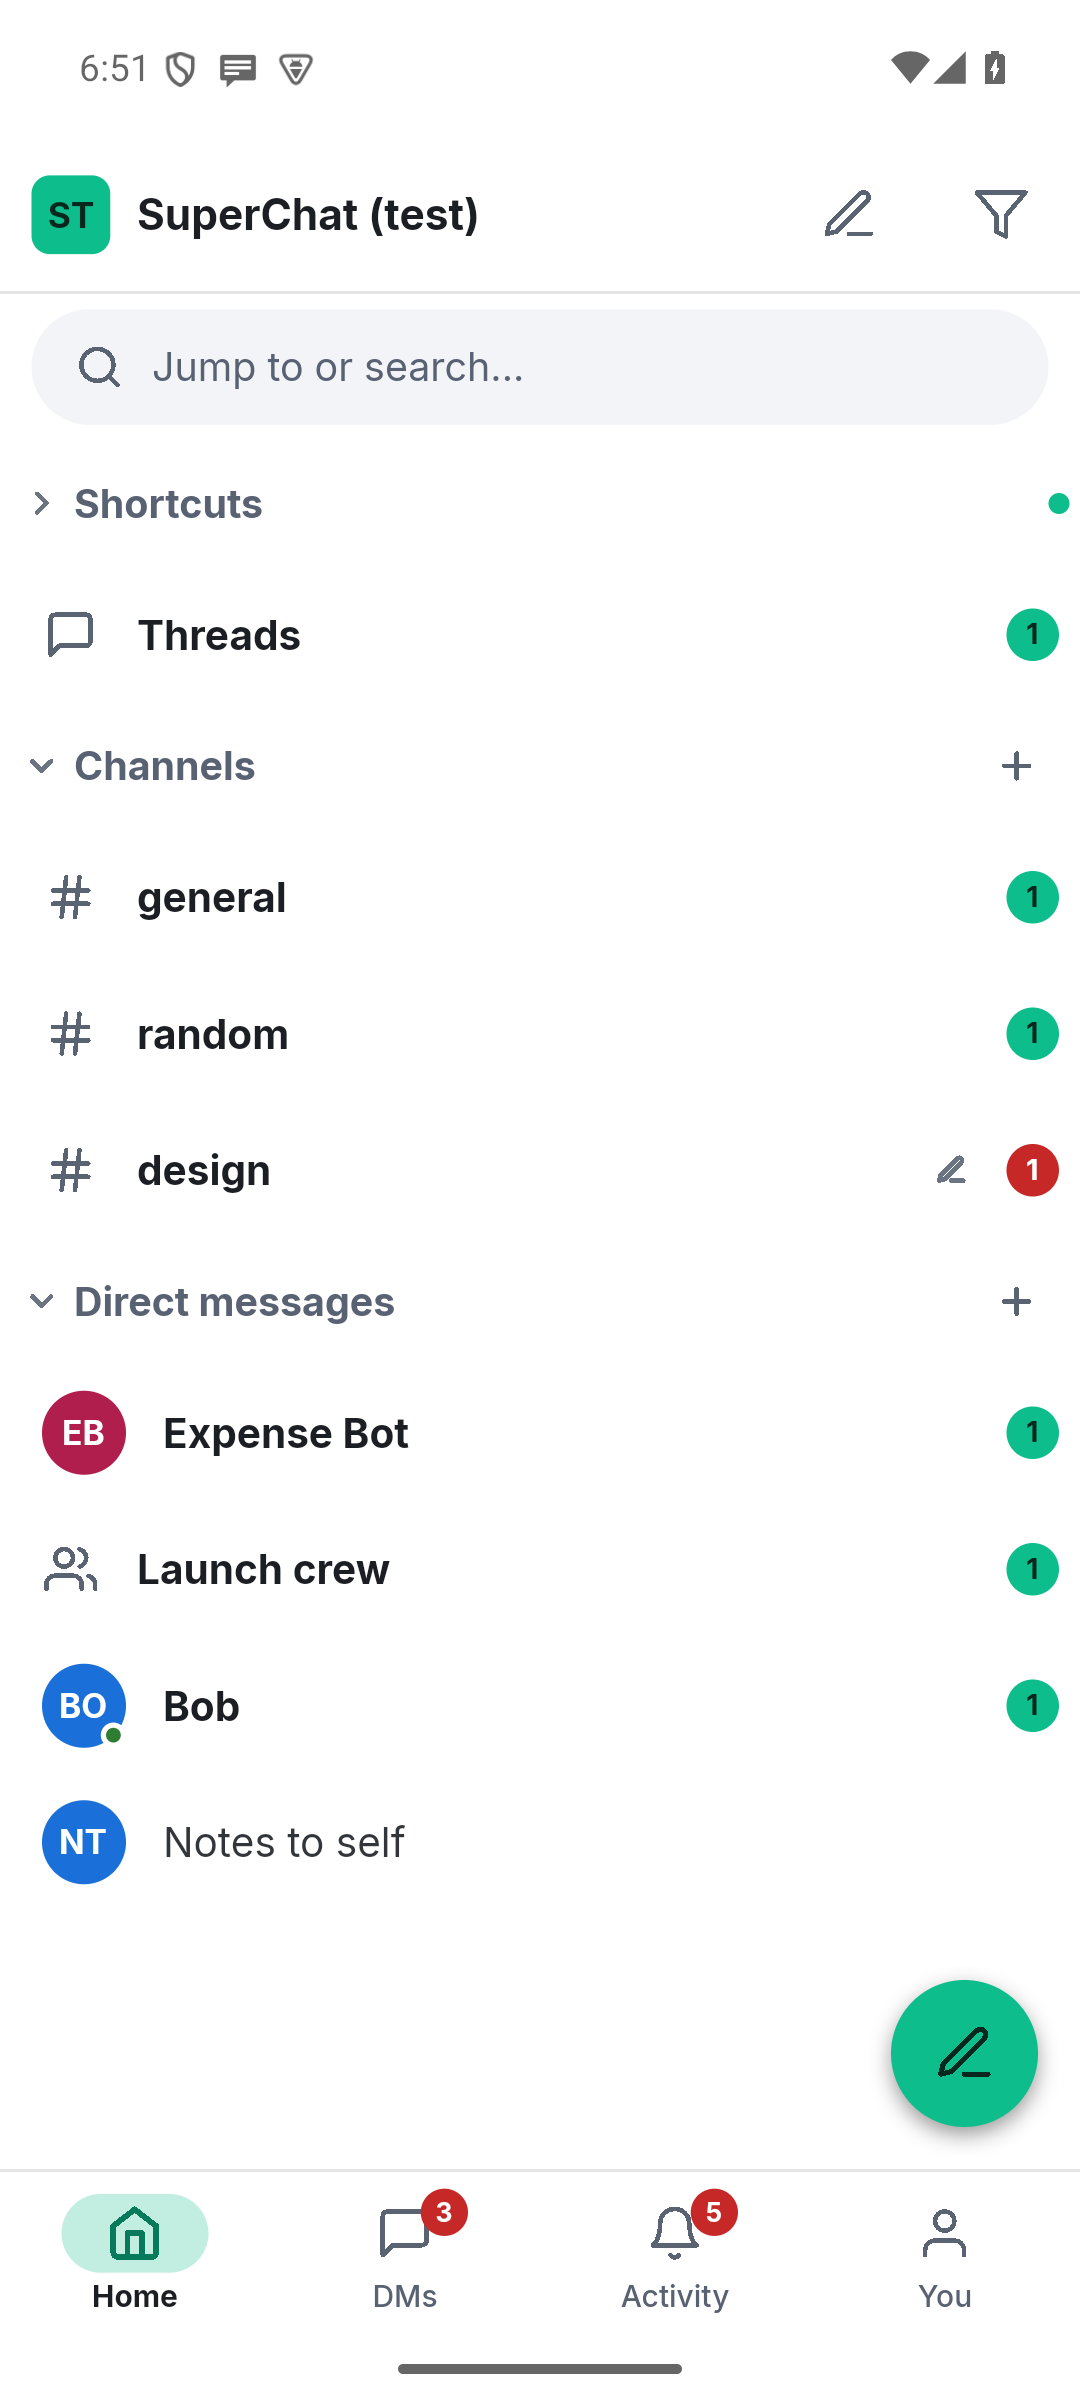 6:51
ST SuperChat (test)
Jump to or search...
Shortcuts
Threads 1
Channels
general 1
random 1
design 1
Direct messages
EB Expense Bot 1
Launch crew 1
BO Bob 1
NT Notes to self
3 5
Home DMs Activity You